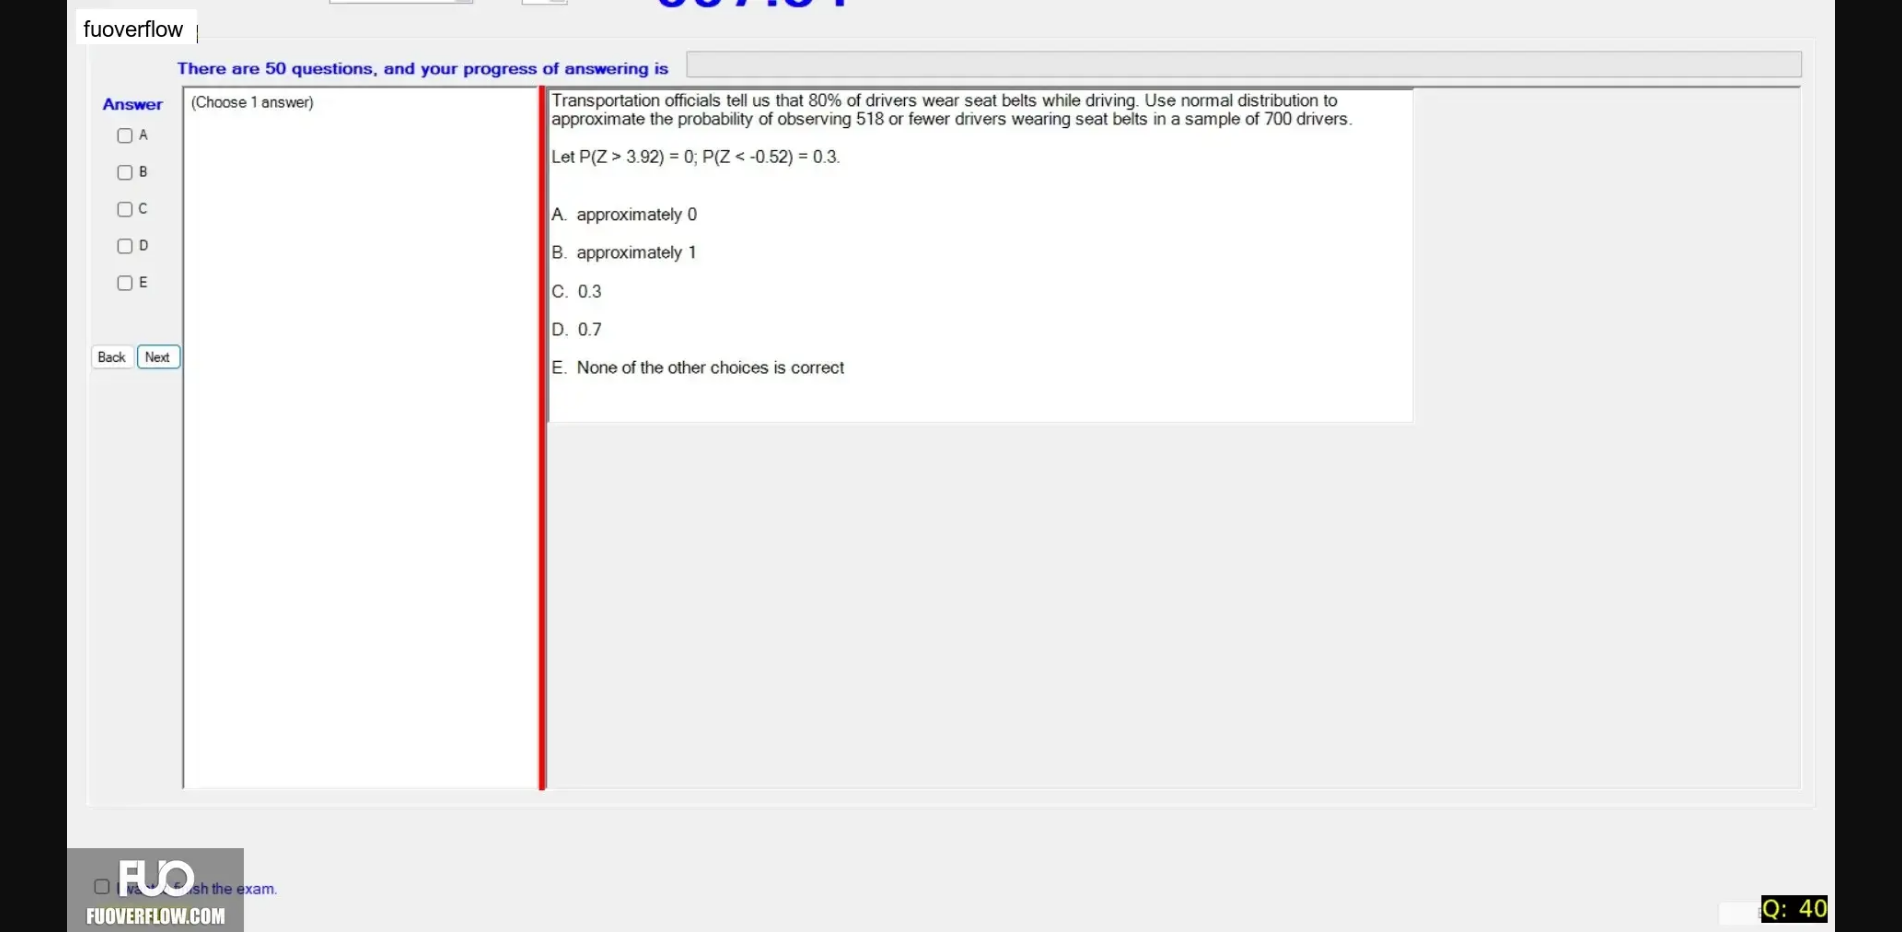 fuoverflow
There are 50 questions, and your progress of answering is
Answer
(Choose 1 answer)
A
B
C
D
E
Back Next
Transportation officials tell us that 80% of drivers wear seat belts while driving. Use normal distribution to
approximate the probability of observing 518 or fewer drivers wearing seat belts in a sample of 700 drivers.
Let P(Z > 3.92) = 0; P(Z < -0.52) = 0.3.
A. approximately 0
B. approximately 1
C. 0.3
D. 0.7
E. None of the other choices is correct
FUO
sh the exam.
FUOVERFLOW.COM
Q: 40